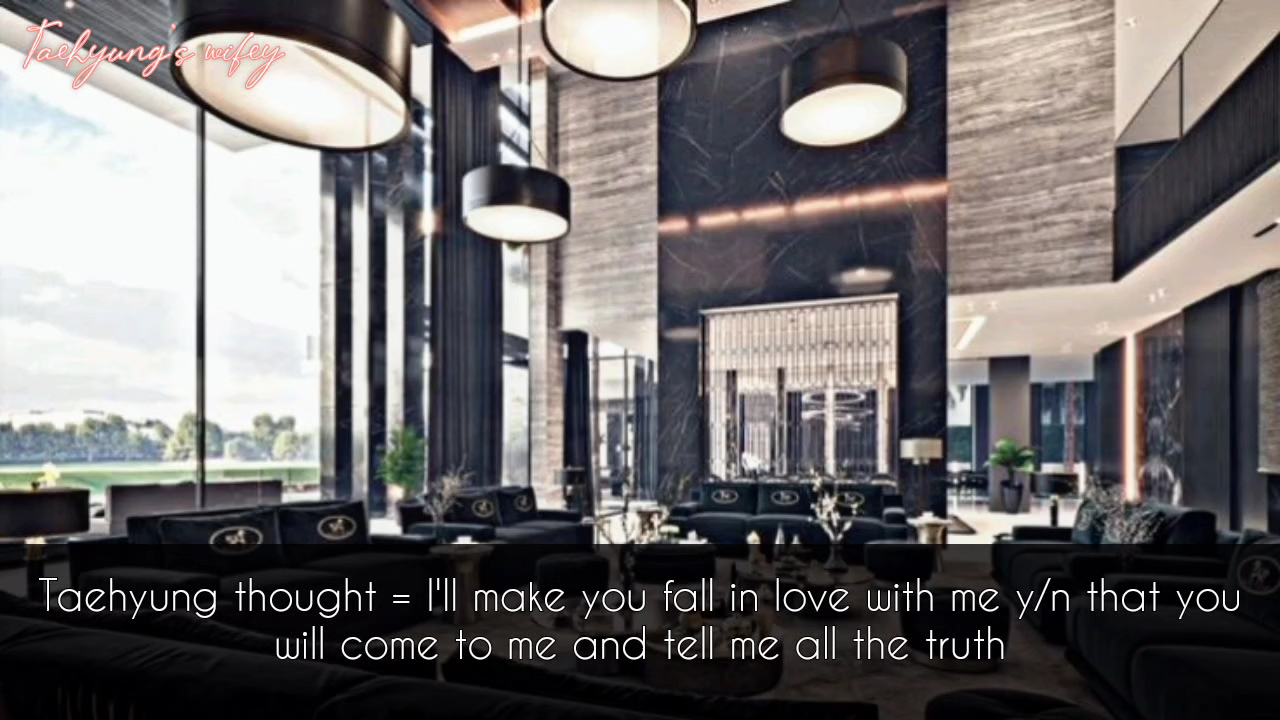 Taehyung's wifey
Taehyung thought = I'll make you fall in love with me y/n that you
will come to me and tell me all the truth